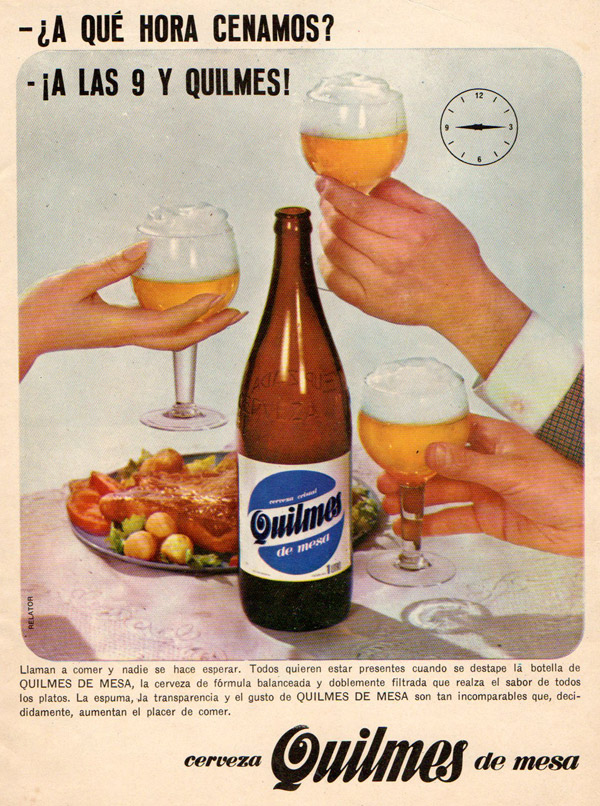 -¿A QUÉ HORA CENAMOS?
-¡A LAS 9 Y QUILMES!
12
9
3
6
cerveza cristal
Quilmes
de mesa
1
RELATOR
Llaman a comer y nadie se hace esperar. Todos quieren estar presentes cuando se destape la botella de
QUILMES DE MESA, la cerveza de fórmula balanceada y doblemente filtrada que realza el sabor de todos
los platos. La espuma, la transparencia y el gusto de QUILMES DE MESA son tan incomparables que, deci-
didamente, aumentan el placer de comer.
cerveza Quilmes de mesa